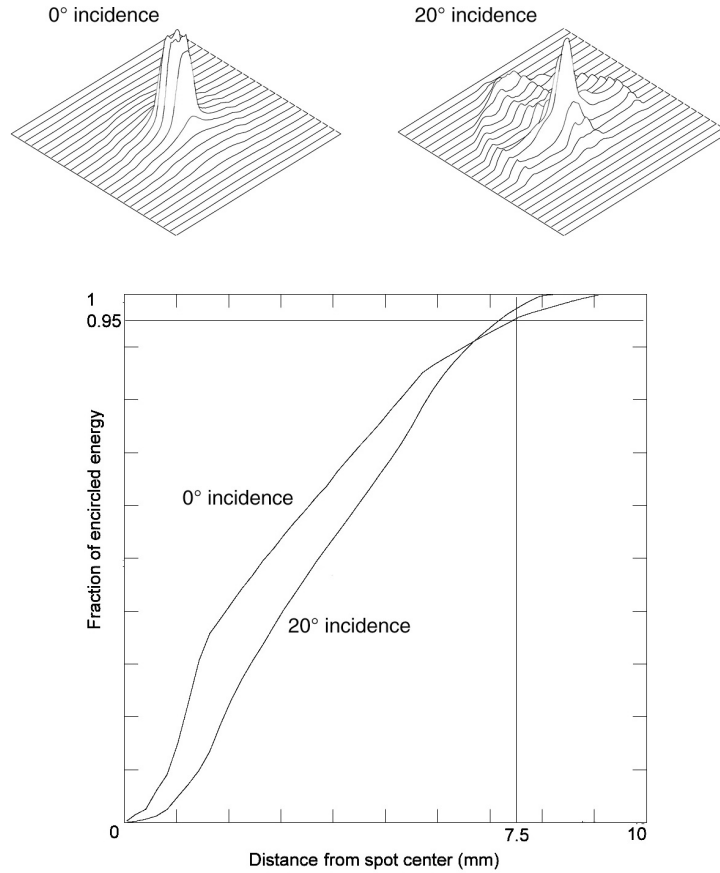 0° incidence
20° incidence
1
0.95
Fraction of encircled energy
0° incidence
20° incidence
0
7.5
10
Distance from spot center (mm)